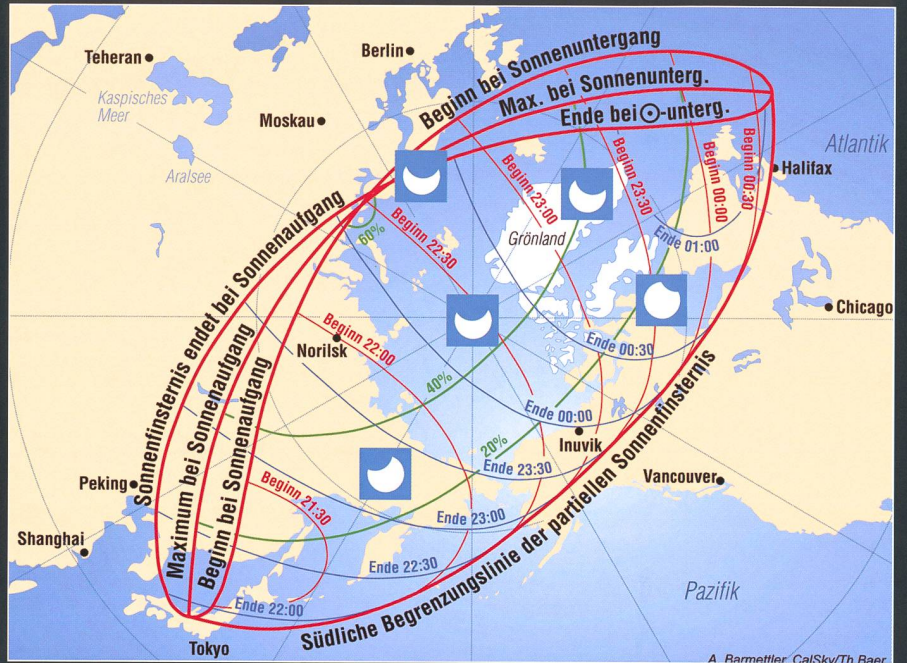 Berlin
Teheran
Kaspisches
Meer
Moskau
Aralsee
Beginn bei Sonnenuntergang
Max. bei Sonnenunterg.
Ende bei ☉-unterg.
Atlantik
Halifax
Beginn 23:00
Beginn 23:30
Beginn 00:00
Beginn 00:30
Ende 01:00
Grönland
60%
Beginn 22:30
Sonnenfinsternis endet bei Sonnenaufgang
Maximum bei Sonnenaufgang
Beginn bei Sonnenaufgang
Beginn 22:00
Norilsk
Chicago
Ende 00:30
40%
Ende 00:00
20%
Inuvik
Ende 23:30
Vancouver
Peking
Beginn 21:30
Ende 23:00
Shanghai
Ende 22:30
Ende 22:00
Südliche Begrenzungslinie der partiellen Sonnenfinsternis
Pazifik
Tokyo
A. Barmettler, CalSky/Th.Baer